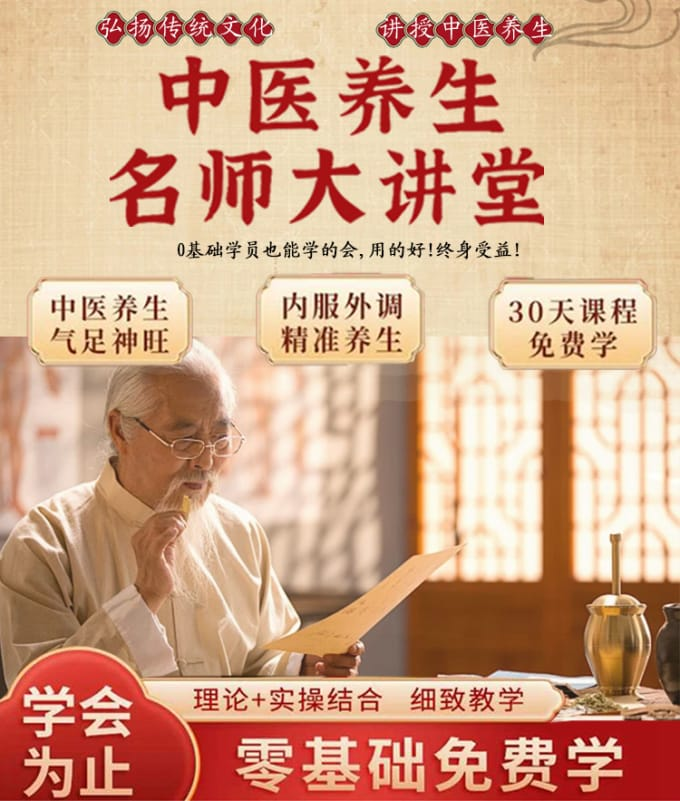 弘扬传统文化
讲授中医养生
中医养生
名师大讲堂
0基础学员也能学的会,用的好!终身受益!
中医养生
气足神旺
内服外调
精准养生
30天课程
免费学
学会
为止
理论+实操结合 细致教学
零基础免费学